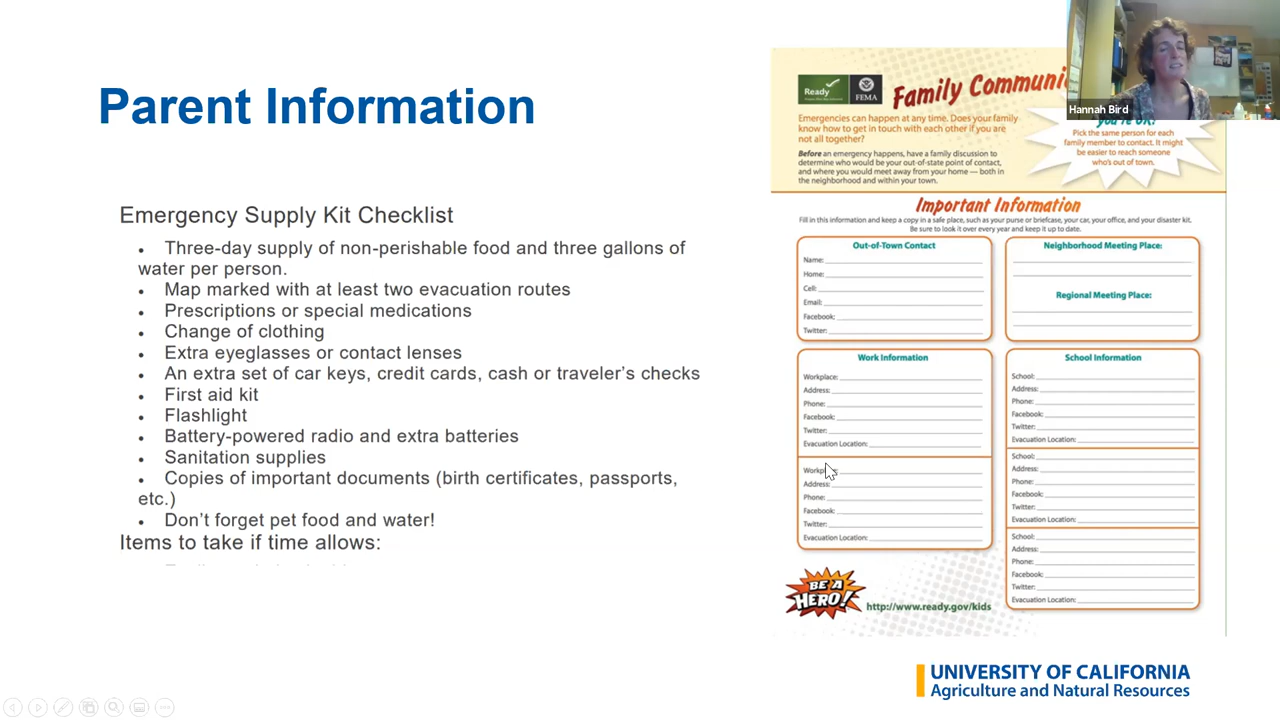 Parent Information
Emergency Supply Kit Checklist
• Three-day supply of non-perishable food and three gallons of
water per person.
• Map marked with at least two evacuation routes
• Prescriptions or special medications
• Change of clothing
• Extra eyeglasses or contact lenses
• An extra set of car keys, credit cards, cash or traveler's checks
• First aid kit
• Flashlight
• Battery-powered radio and extra batteries
• Sanitation supplies
• Copies of important documents (birth certificates, passports,
etc.)
• Don't forget pet food and water!
Items to take if time allows:
Ready
FEMA
Family Communi
Emergencies can happen at any time. Does your family
know how to get in touch with each other if you are
not all together?
Before an emergency happens, have a family discussion to
determine who would be your out-of-state point of contact,
and where you would meet away from your home — both in
the neighborhood and within your town.
you're OK!
Pick the same person for each
family member to contact. It might
be easier to reach someone
who's out of town.
Hannah Bird
Important Information
Fill in this information and keep a copy in a safe place, such as your purse or briefcase, your car, your office, and your disaster kit.
Be sure to look it over every year and keep it up to date.
Out-of-Town Contact
Name:
Home:
Cell:
Email:
Facebook:
Twitter:
Neighborhood Meeting Place:
Regional Meeting Place:
Work Information
Workplace:
Address:
Phone:
Facebook:
Twitter:
Evacuation Location:
Workplace:
Address:
Phone:
Facebook:
Twitter:
Evacuation Location:
School Information
School:
Address:
Phone:
Facebook:
Twitter:
Evacuation Location:
School:
Address:
Phone:
Facebook:
Twitter:
Evacuation Location:
School:
Address:
Phone:
Facebook:
Twitter:
Evacuation Location:
BE A
HERO!
http://www.ready.gov/kids
UNIVERSITY OF CALIFORNIA
Agriculture and Natural Resources